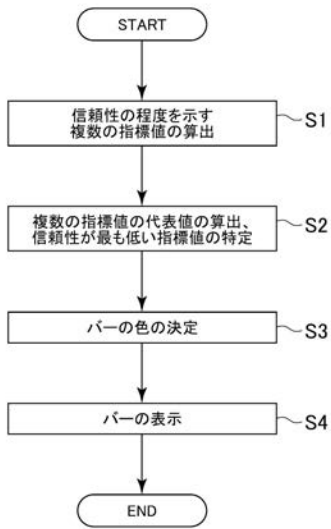 START
信頼性の程度を示す
複数の指標値の算出
S1
複数の指標値の代表値の算出、
信頼性が最も低い指標値の特定
S2
バーの色の決定
S3
バーの表示
S4
END